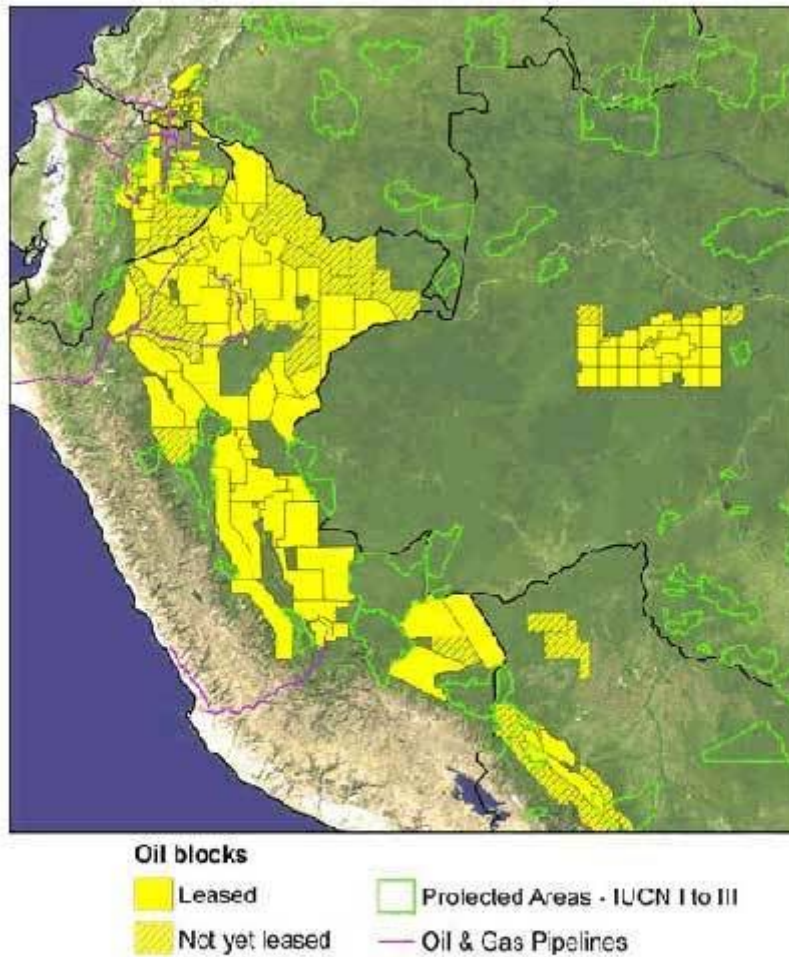 Oil blocks
Leased
Not yet leased
Protected Areas - IUCN I to III
Oil & Gas Pipelines